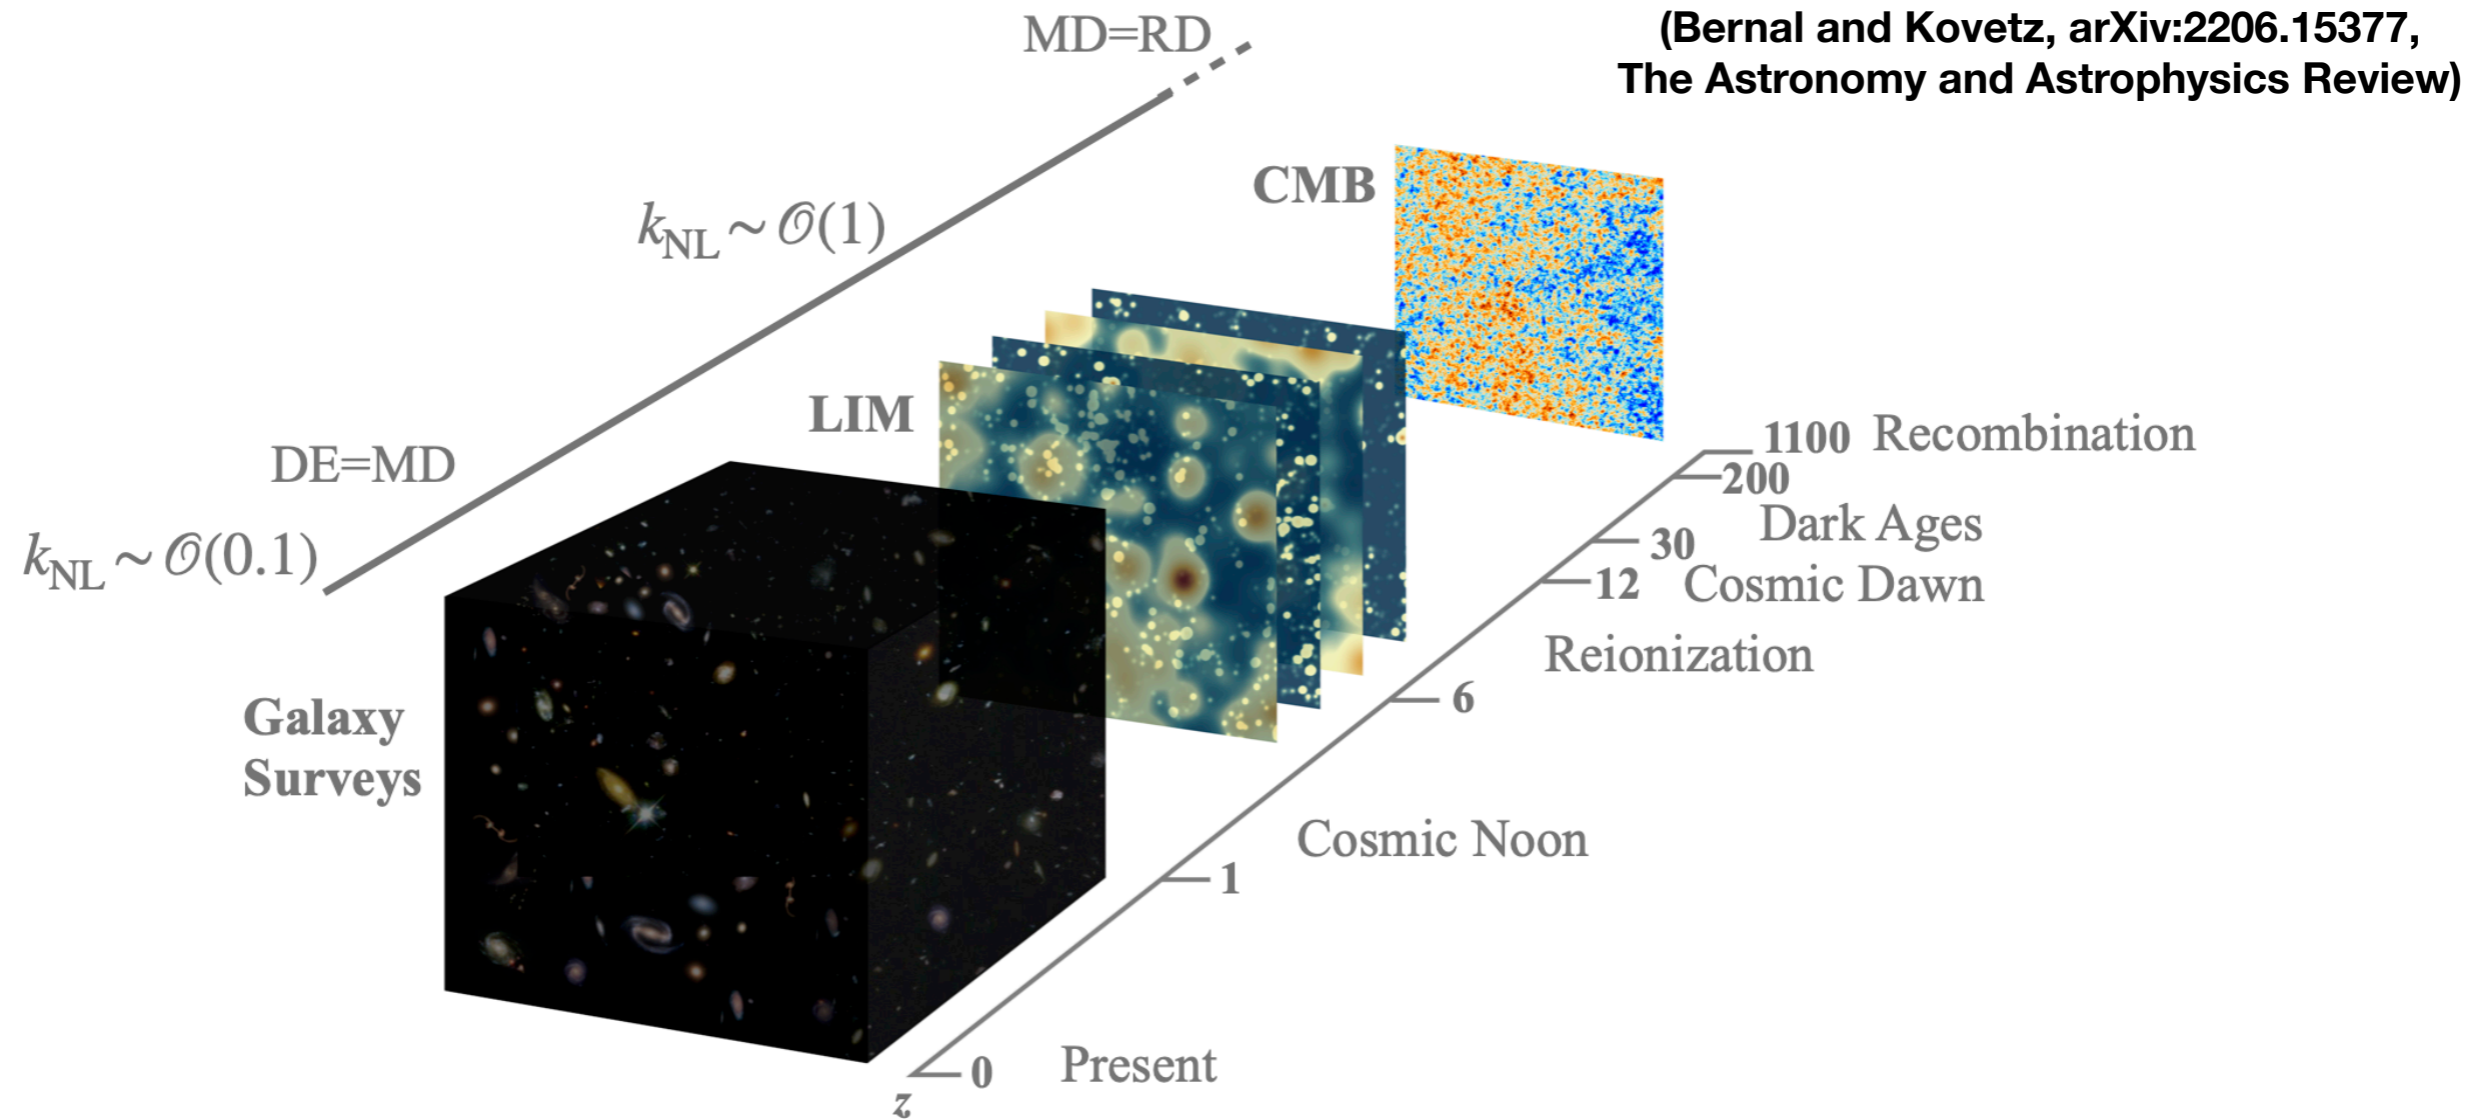 (Bernal and Kovetz, arXiv:2206.15377,
The Astronomy and Astrophysics Review)
MD=RD
CMB
k_NL ~ 𝒪(1)
LIM
DE=MD
k_NL ~ 𝒪(0.1)
Galaxy
Surveys
1100 Recombination
200
Dark Ages
30
12 Cosmic Dawn
Reionization
6
Cosmic Noon
1
0 Present
z